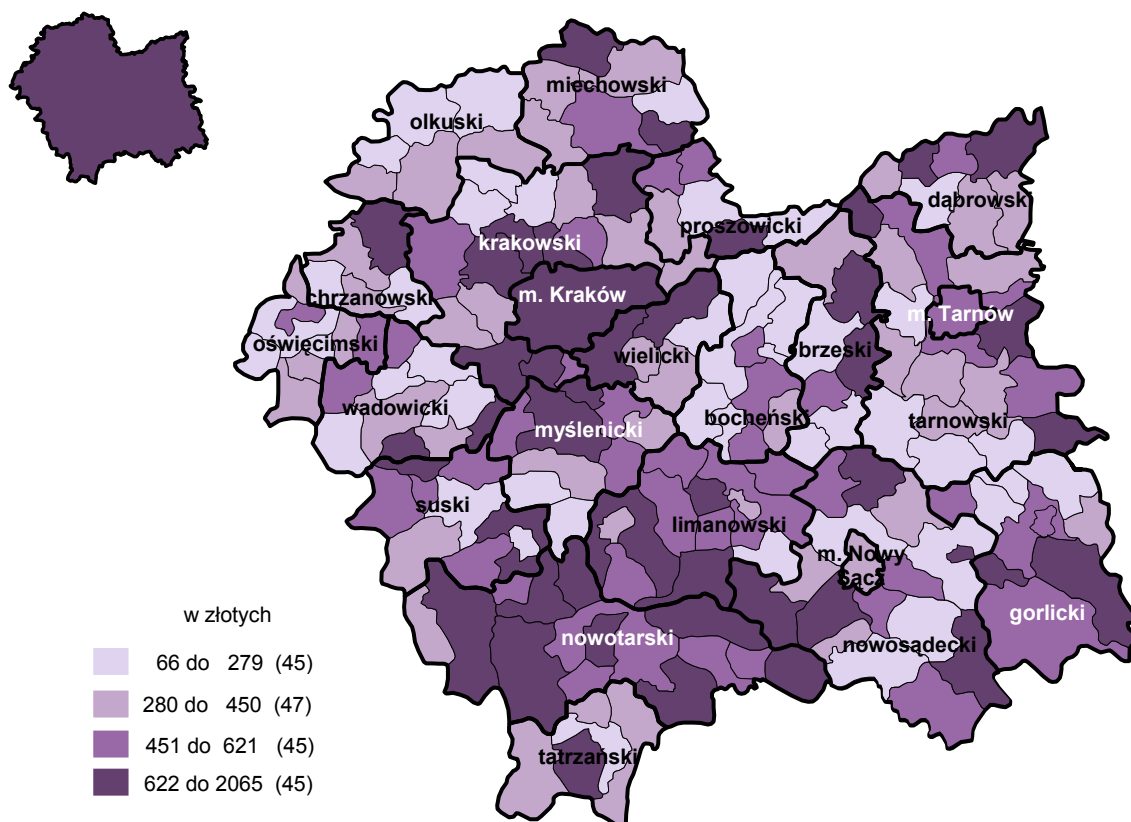 miechowski
olkuski
dąbrowski
proszowicki
krakowski
chrzanowski
m. Kraków
m. Tarnów
oświęcimski
wielicki
brzeski
wadowicki
bocheński
tarnowski
myślenicki
suski
limanowski
m. Nowy
Sącz
gorlicki
nowotarski
nowosądecki
tatrzański
w złotych
66 do 279 (45)
280 do 450 (47)
451 do 621 (45)
622 do 2065 (45)